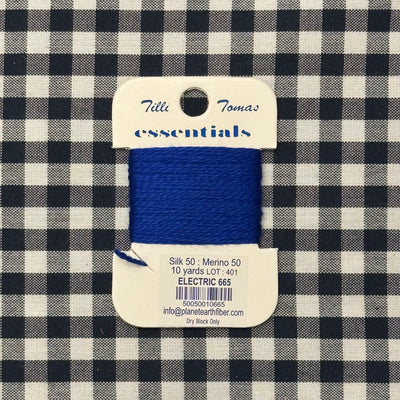 Tilli Tomas
essentials
Silk 50 : Merino 50
10 yards LOT : 401
ELECTRIC 665
50050010665
info@planetearthfiber.com
Dry Block Only